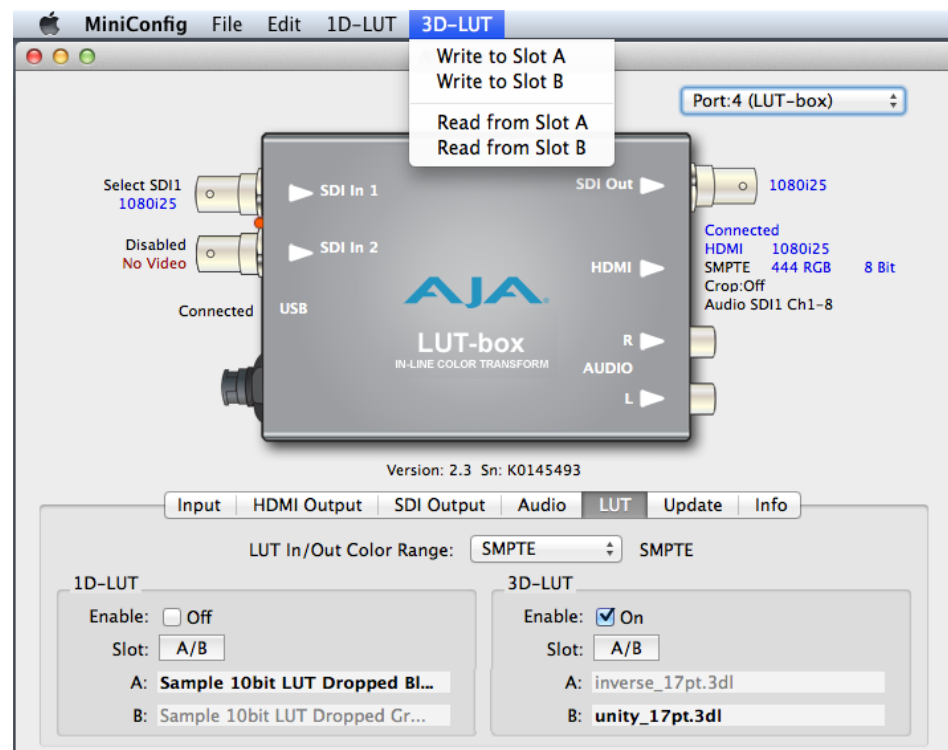 MiniConfig File Edit 1D-LUT 3D-LUT
Write to Slot A
Write to Slot B
Read from Slot A
Read from Slot B
Port:4 (LUT-box)
Select SDI1
1080i25
Disabled
No Video
Connected
SDI In 1
SDI In 2
USB
AJA
LUT-box
IN-LINE COLOR TRANSFORM
SDI Out
HDMI
R
AUDIO
L
1080i25
Connected
HDMI 1080i25
SMPTE 444 RGB 8 Bit
Crop:Off
Audio SDI1 Ch1-8
Version: 2.3 Sn: K0145493
Input HDMI Output SDI Output Audio LUT Update Info
LUT In/Out Color Range: SMPTE SMPTE
1D-LUT
Enable: Off
Slot: A/B
A: Sample 10bit LUT Dropped Bl...
B: Sample 10bit LUT Dropped Gr...
3D-LUT
Enable: On
Slot: A/B
A: inverse_17pt.3dl
B: unity_17pt.3dl